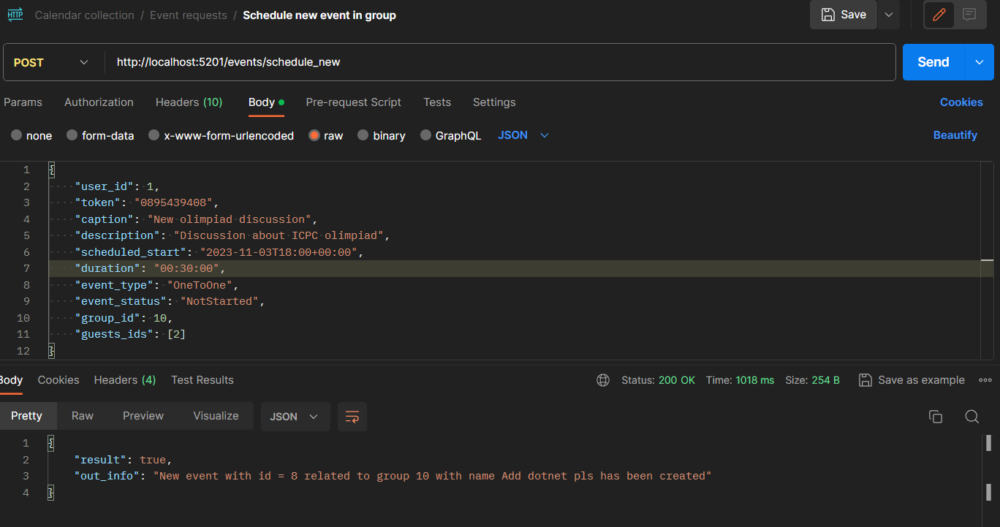 HTTP Calendar collection / Event requests / Schedule new event in group Save
POST http://localhost:5201/events/schedule_new Send
Params Authorization Headers (10) Body Pre-request Script Tests Settings Cookies
none form-data x-www-form-urlencoded raw binary GraphQL JSON Beautify
1 {
2 "user_id": 1,
3 "token": "0895439408",
4 "caption": "New olimpiad discussion",
5 "description": "Discussion about ICPC olimpiad",
6 "scheduled_start": "2023-11-03T18:00+00:00",
7 "duration": "00:30:00",
8 "event_type": "OneToOne",
9 "event_status": "NotStarted",
10 "group_id": 10,
11 "guests_ids": [2]
12 }
Body Cookies Headers (4) Test Results Status: 200 OK Time: 1018 ms Size: 254 B Save as example
Pretty Raw Preview Visualize JSON
1 {
2 "result": true,
3 "out_info": "New event with id = 8 related to group 10 with name Add dotnet pls has been created"
4 }